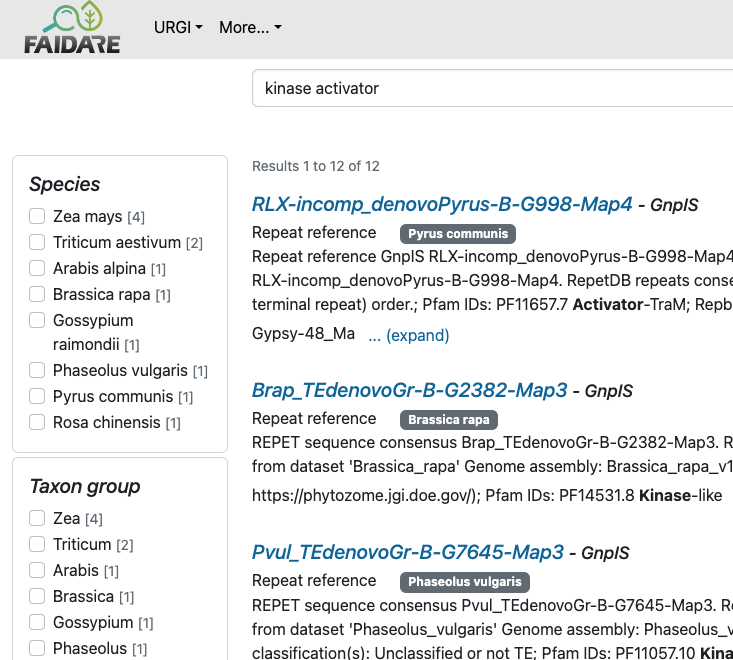 FAIDARE
URGI
More...
kinase activator
Species
Zea mays [4]
Triticum aestivum [2]
Arabis alpina [1]
Brassica rapa [1]
Gossypium
raimondii [1]
Phaseolus vulgaris [1]
Pyrus communis [1]
Rosa chinensis [1]
Taxon group
Zea [4]
Triticum [2]
Arabis [1]
Brassica [1]
Gossypium [1]
Phaseolus [1]
Results 1 to 12 of 12
RLX-incomp_denovoPyrus-B-G998-Map4 - GnpIS
Repeat reference Pyrus communis
Repeat reference GnpIS RLX-incomp_denovoPyrus-B-G998-Map4
RLX-incomp_denovoPyrus-B-G998-Map4. RepetDB repeats conse
terminal repeat) order.; Pfam IDs: PF11657.7 Activator-TraM; Repb
Gypsy-48_Ma ... (expand)
Brap_TEdenovoGr-B-G2382-Map3 - GnpIS
Repeat reference Brassica rapa
REPET sequence consensus Brap_TEdenovoGr-B-G2382-Map3. R
from dataset 'Brassica_rapa' Genome assembly: Brassica_rapa_v1
https://phytozome.jgi.doe.gov/); Pfam IDs: PF14531.8 Kinase-like
Pvul_TEdenovoGr-B-G7645-Map3 - GnpIS
Repeat reference Phaseolus vulgaris
REPET sequence consensus Pvul_TEdenovoGr-B-G7645-Map3. Re
from dataset 'Phaseolus_vulgaris' Genome assembly: Phaseolus_v
classification(s): Unclassified or not TE; Pfam IDs: PF11057.10 Kina